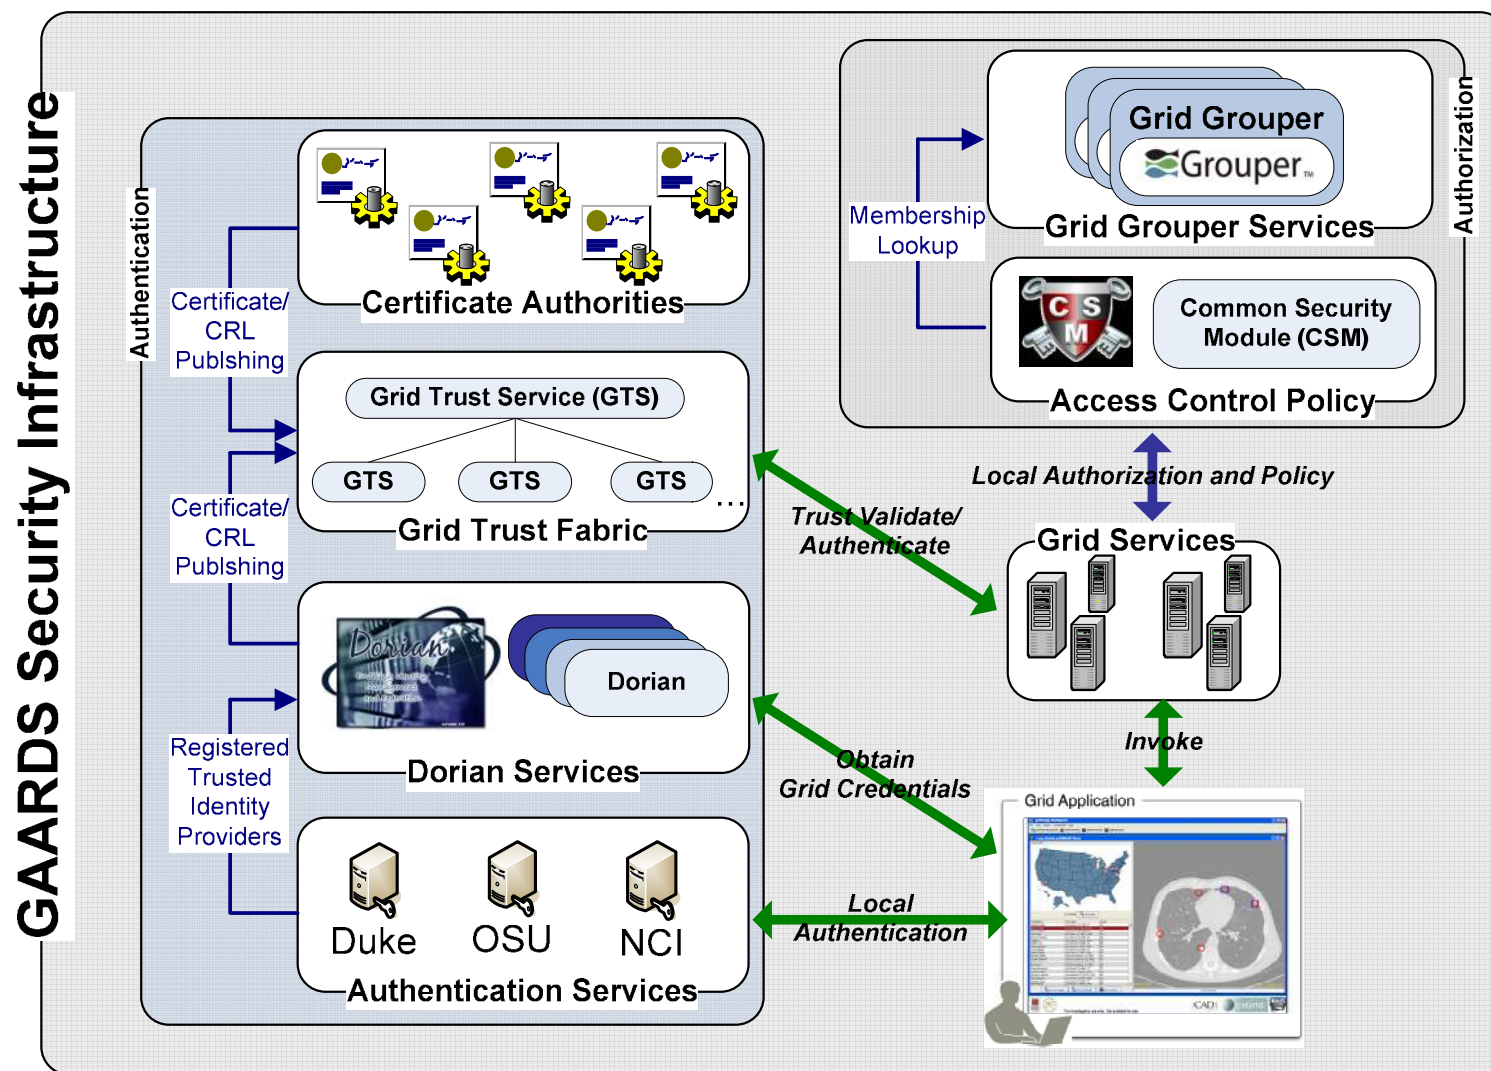 GAARDS Security Infrastructure
Authentication
Certificate Authorities
Certificate/
CRL
Publshing
Grid Trust Service (GTS)
GTS
GTS
GTS
...
Grid Trust Fabric
Certificate/
CRL
Publshing
Dorian
Dorian
Dorian Services
Registered
Trusted
Identity
Providers
Duke
OSU
NCI
Authentication Services
Authorization
Grid Grouper
Grouper TM
Grid Grouper Services
Membership
Lookup
C S
M
Common Security
Module (CSM)
Access Control Policy
Local Authorization and Policy
Trust Validate/
Authenticate
Grid Services
Invoke
Obtain
Grid Credentials
Local
Authentication
Grid Application